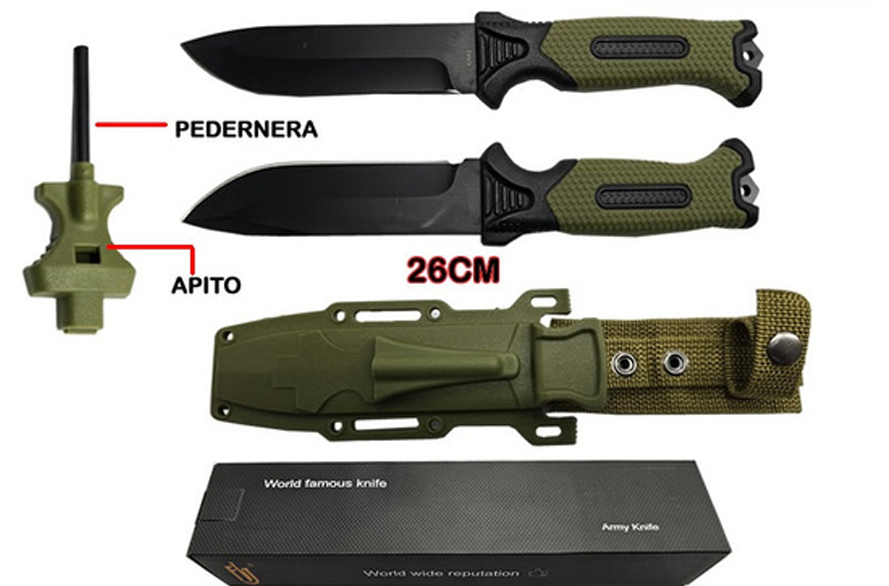 PEDERNERA
APITO
26CM
World famous knife
Army Knife
World wide reputation